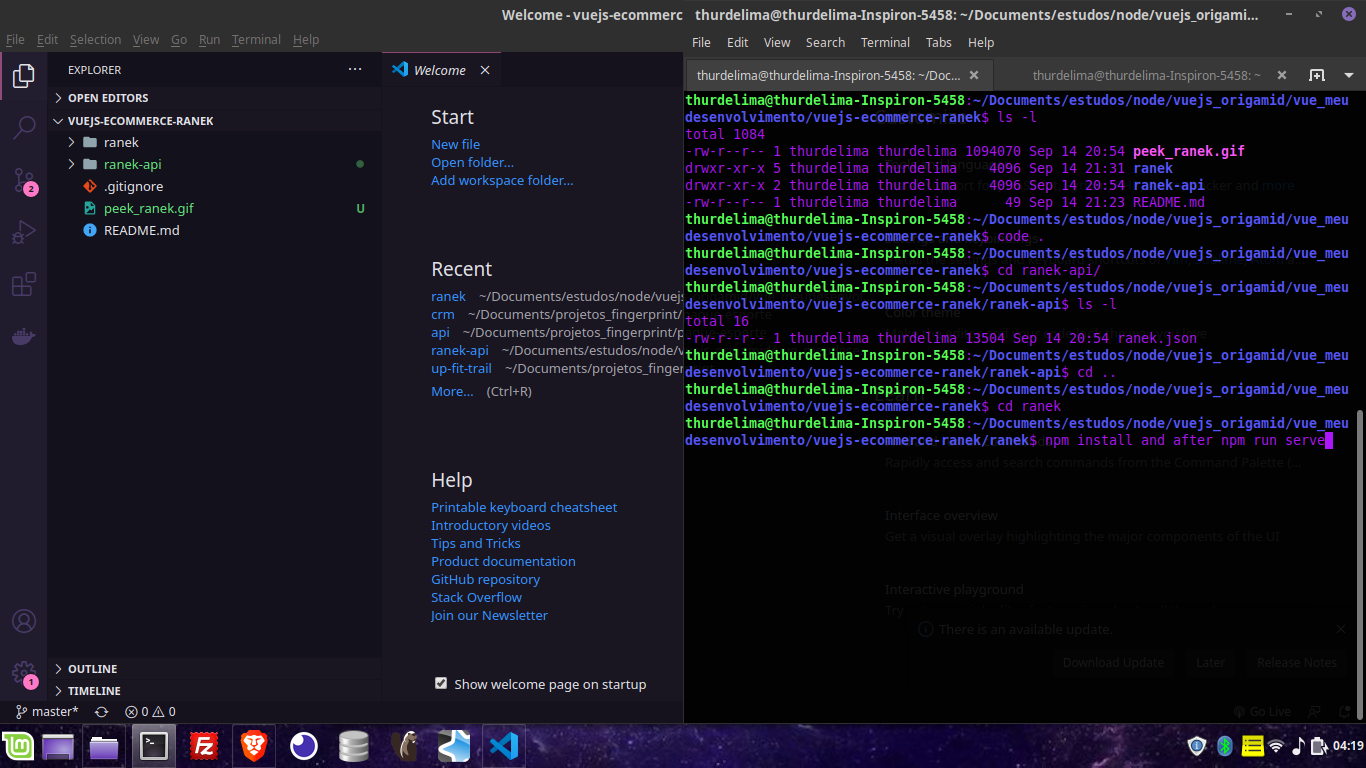 Welcome - vuejs-ecommerc
File Edit Selection View Go Run Terminal Help
EXPLORER
OPEN EDITORS
VUEJS-ECOMMERCE-RANEK
ranek
ranek-api
.gitignore
peek_ranek.gif U
README.md
OUTLINE
TIMELINE
2
1
master* 0 0
Welcome
Start
New file
Open folder...
Add workspace folder...
Recent
ranek ~/Documents/estudos/node/vuejs
crm ~/Documents/projetos_fingerprint/
api ~/Documents/projetos_fingerprint/p
ranek-api ~/Documents/estudos/node/v
up-fit-trail ~/Documents/projetos_finger
More... (Ctrl+R)
Help
Printable keyboard cheatsheet
Introductory videos
Tips and Tricks
Product documentation
GitHub repository
Stack Overflow
Join our Newsletter
Show welcome page on startup
thurdelima@thurdelima-Inspiron-5458: ~/Documents/estudos/node/vuejs_origami...
File Edit View Search Terminal Tabs Help
thurdelima@thurdelima-Inspiron-5458: ~/Doc...
thurdelima@thurdelima-Inspiron-5458: ~
thurdelima@thurdelima-Inspiron-5458:~/Documents/estudos/node/vuejs_origamid/vue_meu
desenvolvimento/vuejs-ecommerce-ranek$ ls -l
total 1084
-rw-r--r-- 1 thurdelima thurdelima 1094070 Sep 14 20:54 peek_ranek.gif
drwxr-xr-x 5 thurdelima thurdelima    4096 Sep 14 21:31 ranek
drwxr-xr-x 2 thurdelima thurdelima    4096 Sep 14 20:54 ranek-api
-rw-r--r-- 1 thurdelima thurdelima      49 Sep 14 21:23 README.md
thurdelima@thurdelima-Inspiron-5458:~/Documents/estudos/node/vuejs_origamid/vue_meu
desenvolvimento/vuejs-ecommerce-ranek$ code .
thurdelima@thurdelima-Inspiron-5458:~/Documents/estudos/node/vuejs_origamid/vue_meu
desenvolvimento/vuejs-ecommerce-ranek$ cd ranek-api/
thurdelima@thurdelima-Inspiron-5458:~/Documents/estudos/node/vuejs_origamid/vue_meu
desenvolvimento/vuejs-ecommerce-ranek/ranek-api$ ls -l
total 16
-rw-r--r-- 1 thurdelima thurdelima 13504 Sep 14 20:54 ranek.json
thurdelima@thurdelima-Inspiron-5458:~/Documents/estudos/node/vuejs_origamid/vue_meu
desenvolvimento/vuejs-ecommerce-ranek/ranek-api$ cd ..
thurdelima@thurdelima-Inspiron-5458:~/Documents/estudos/node/vuejs_origamid/vue_meu
desenvolvimento/vuejs-ecommerce-ranek$ cd ranek
thurdelima@thurdelima-Inspiron-5458:~/Documents/estudos/node/vuejs_origamid/vue_meu
desenvolvimento/vuejs-ecommerce-ranek/ranek$ npm install and after npm run serve
Color theme
Rapidly access and search commands from the Command Palette (...
Interface overview
Get a visual overlay highlighting the major components of the UI
Interactive playground
Try
There is an available update.
Download Update Later Release Notes
Go Live
04:19